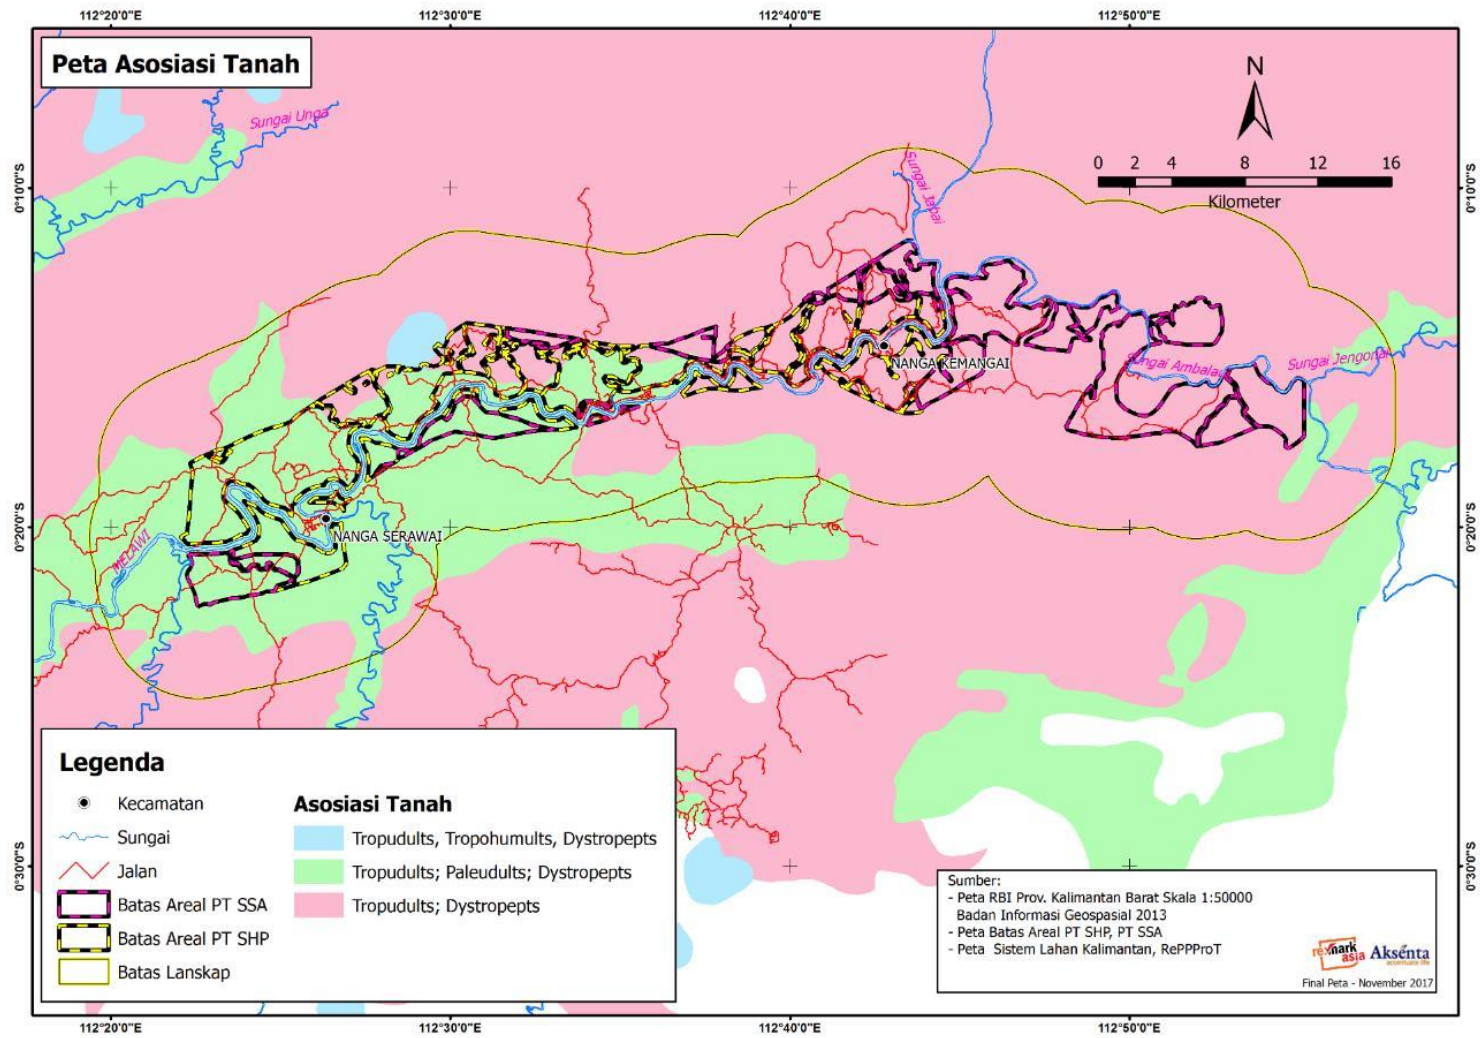 112°20'0"E 112°30'0"E 112°40'0"E 112°50'0"E
Peta Asosiasi Tanah
N
0 2 4 8 12 16
Kilometer
0°10'0"S
0°10'0"S
Sungai Unga
Sungai Jabai
NANGA KEMANGAI
Sungai Ambalau
Sungai Jengonai
MELAWI
NANGA SERAWAI
0°20'0"S
0°20'0"S
0°30'0"S
0°30'0"S
Legenda
Kecamatan
Sungai
Jalan
Batas Areal PT SSA
Batas Areal PT SHP
Batas Lanskap
Asosiasi Tanah
Tropudults, Tropohumults, Dystropepts
Tropudults; Paleudults; Dystropepts
Tropudults; Dystropepts
Sumber:
- Peta RBI Prov. Kalimantan Barat Skala 1:50000
Badan Informasi Geospasial 2013
- Peta Batas Areal PT SHP, PT SSA
- Peta Sistem Lahan Kalimantan, RePPProT
remark asia
Aksenta
Final Peta - November 2017
112°20'0"E 112°30'0"E 112°40'0"E 112°50'0"E